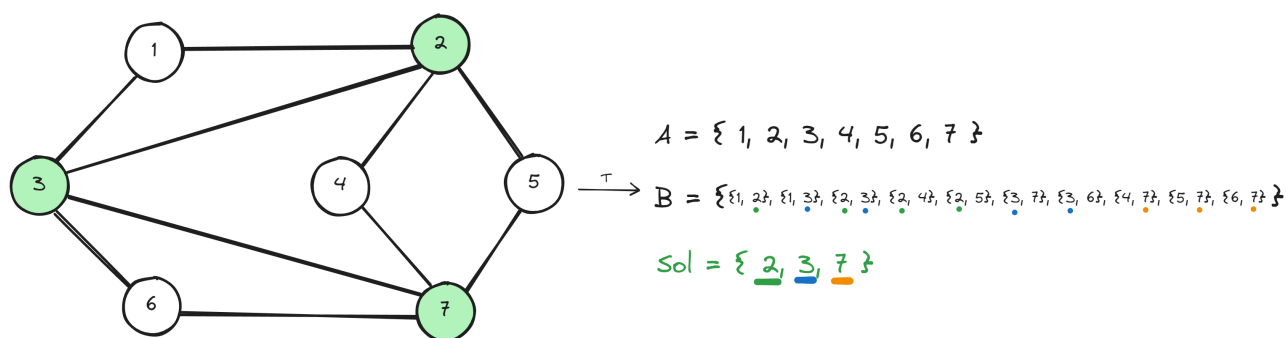 1
2
3
4
5
6
7
T
A = { 1, 2, 3, 4, 5, 6, 7 }
B = {{1, 2}, {1, 3}, {2, 3}, {2, 4}, {2, 5}, {3, 7}, {3, 6}, {4, 7}, {5, 7}, {6, 7}}
Sol = { 2, 3, 7 }